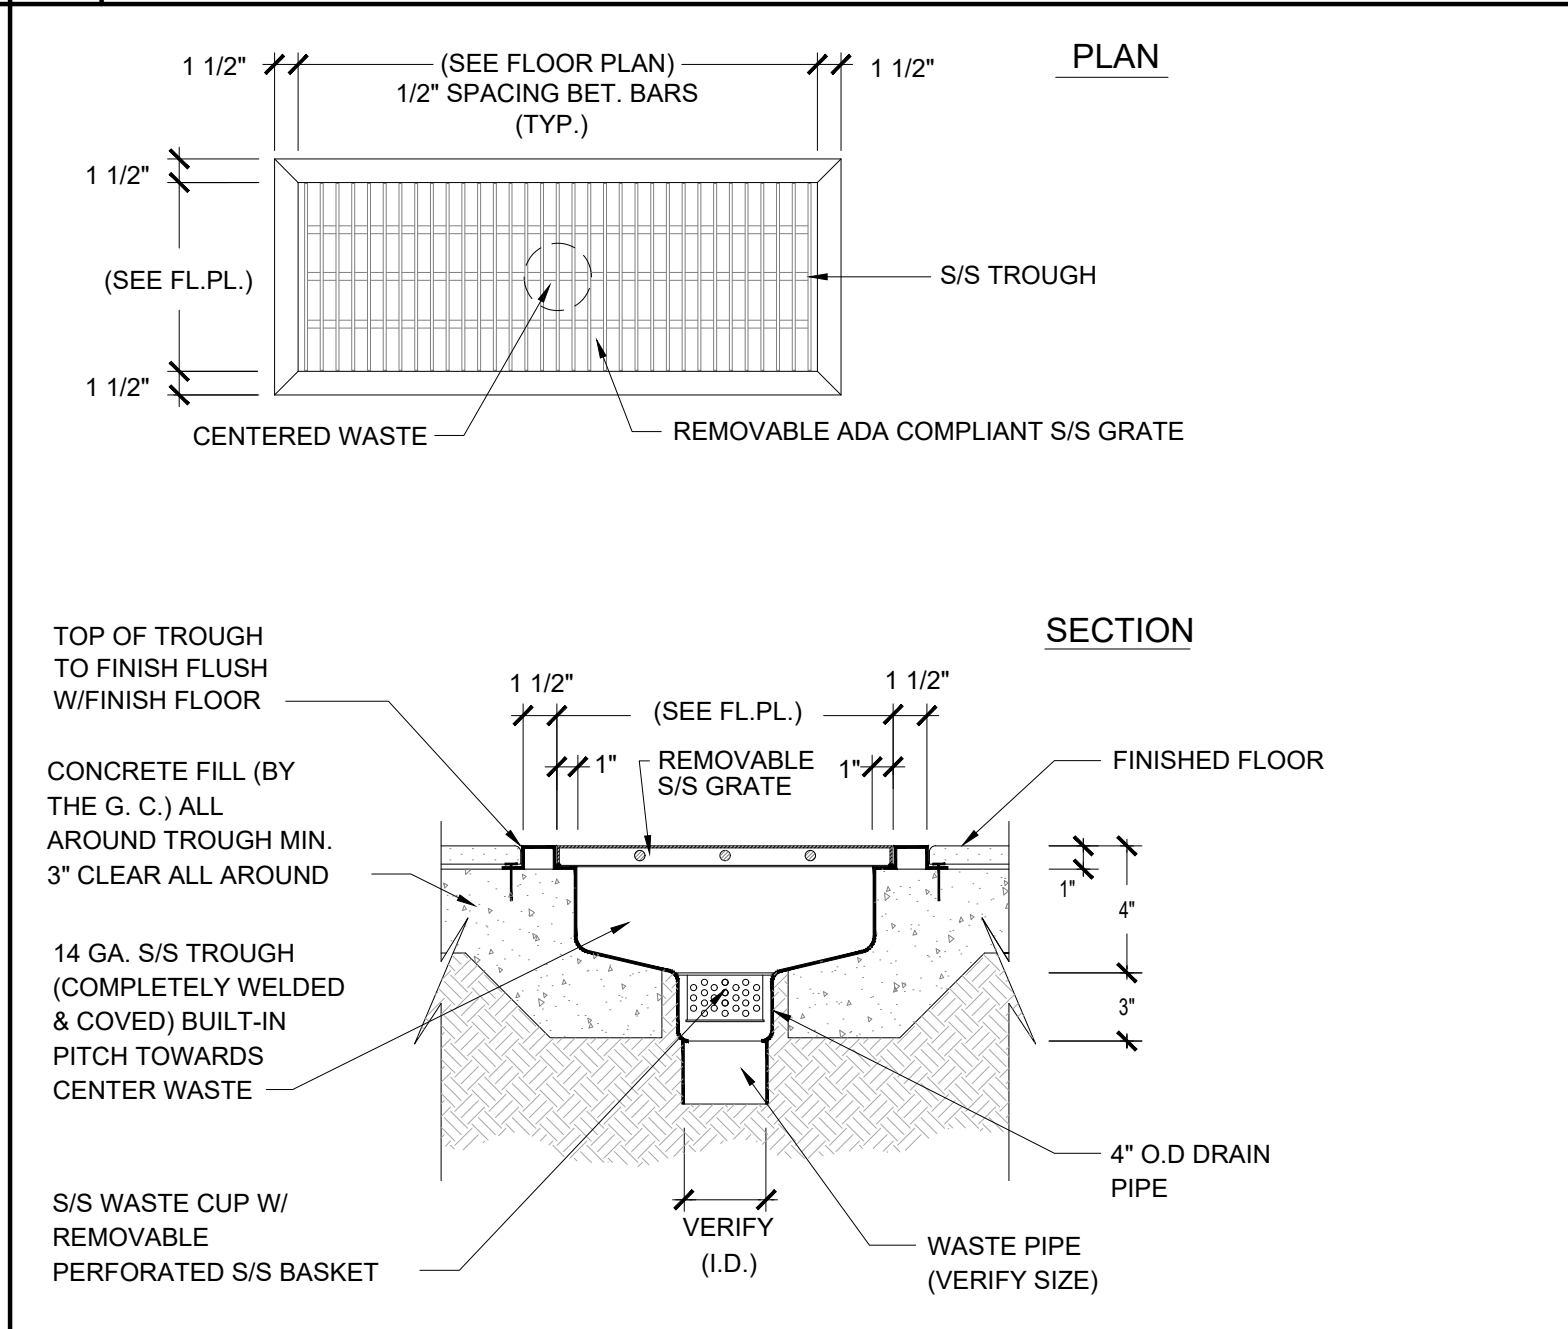 PLAN
1 1/2"
(SEE FLOOR PLAN)
1 1/2"
1/2" SPACING BET. BARS
(TYP.)
1 1/2"
(SEE FL.PL.)
S/S TROUGH
1 1/2"
CENTERED WASTE
REMOVABLE ADA COMPLIANT S/S GRATE
SECTION
TOP OF TROUGH
TO FINISH FLUSH
W/FINISH FLOOR
1 1/2"
(SEE FL.PL.)
1 1/2"
1"
REMOVABLE
S/S GRATE
1"
FINISHED FLOOR
CONCRETE FILL (BY
THE G. C.) ALL
AROUND TROUGH MIN.
3" CLEAR ALL AROUND
1"
4"
3"
14 GA. S/S TROUGH
(COMPLETELY WELDED
& COVED) BUILT-IN
PITCH TOWARDS
CENTER WASTE
4" O.D DRAIN
PIPE
S/S WASTE CUP W/
REMOVABLE
PERFORATED S/S BASKET
VERIFY
(I.D.)
WASTE PIPE
(VERIFY SIZE)